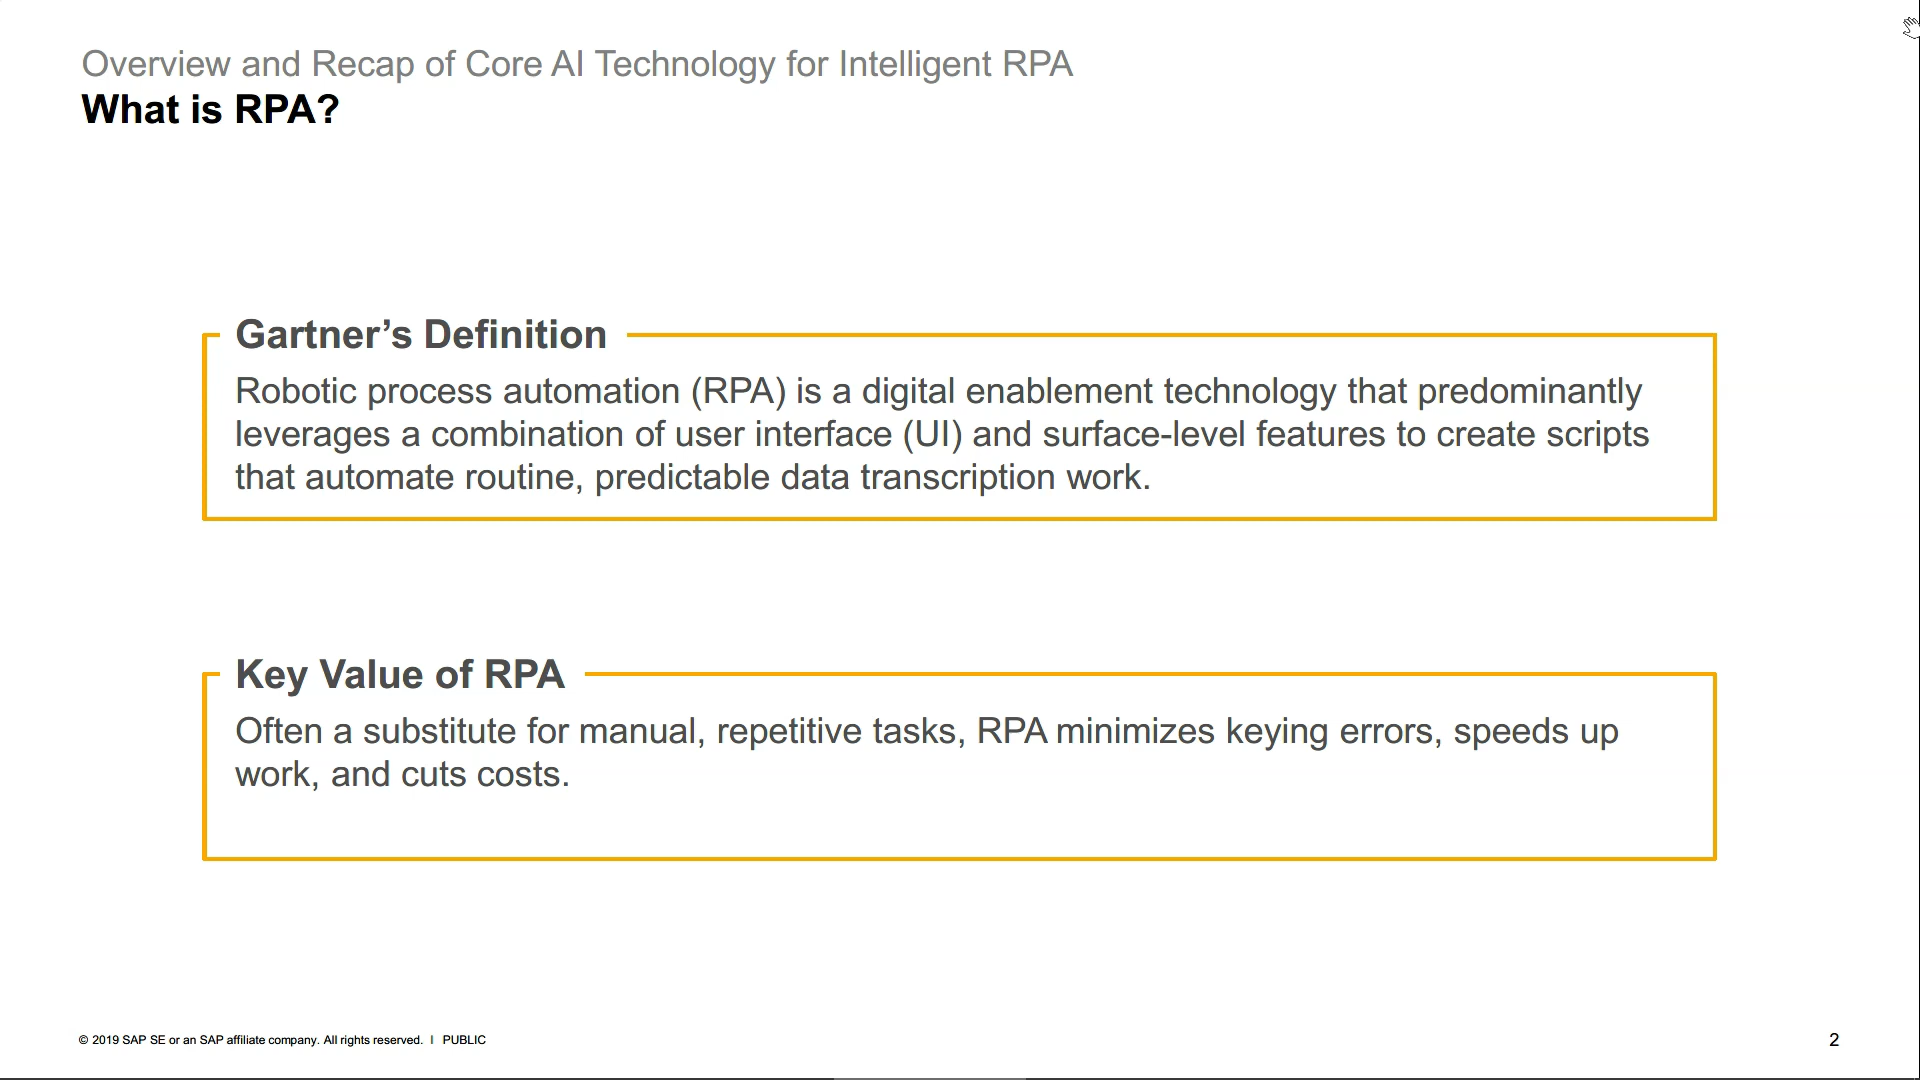 Overview and Recap of Core AI Technology for Intelligent RPA
What is RPA?
Gartner’s Definition
Robotic process automation (RPA) is a digital enablement technology that predominantly
leverages a combination of user interface (UI) and surface-level features to create scripts
that automate routine, predictable data transcription work.
Key Value of RPA
Often a substitute for manual, repetitive tasks, RPA minimizes keying errors, speeds up
work, and cuts costs.
© 2019 SAP SE or an SAP affiliate company. All rights reserved. I PUBLIC
2